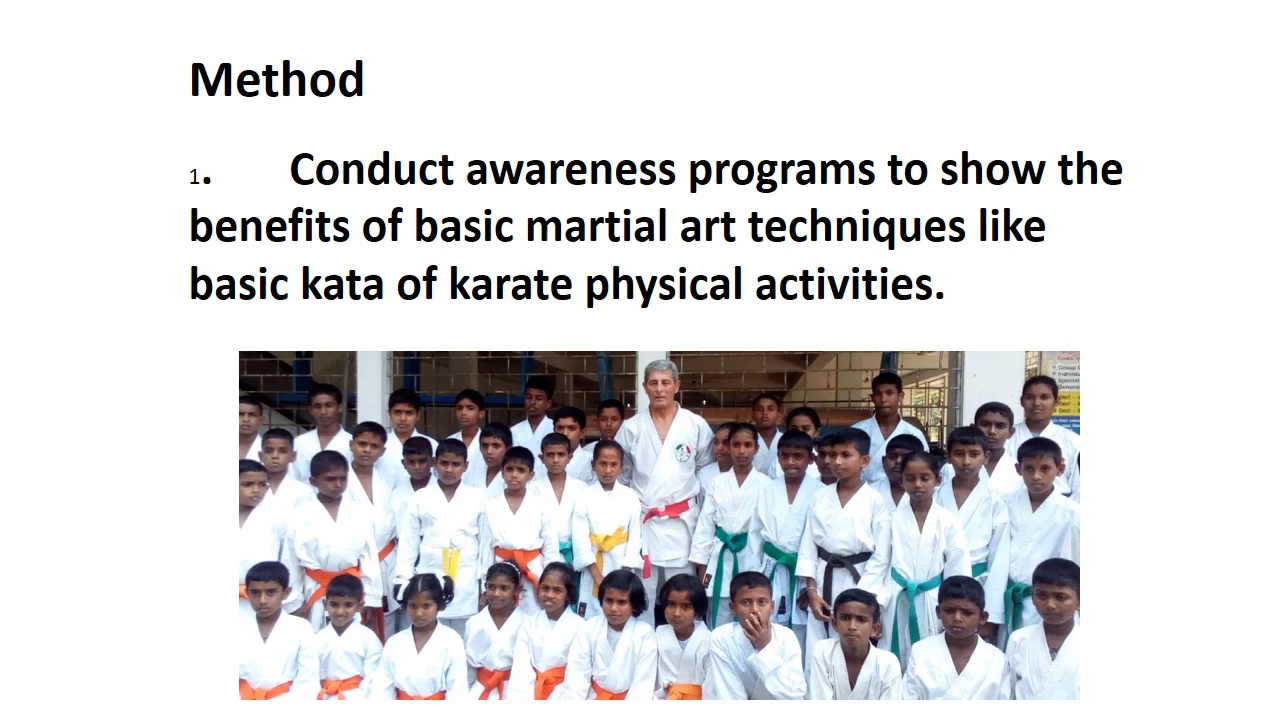 Method
1. Conduct awareness programs to show the
benefits of basic martial art techniques like
basic kata of karate physical activities.